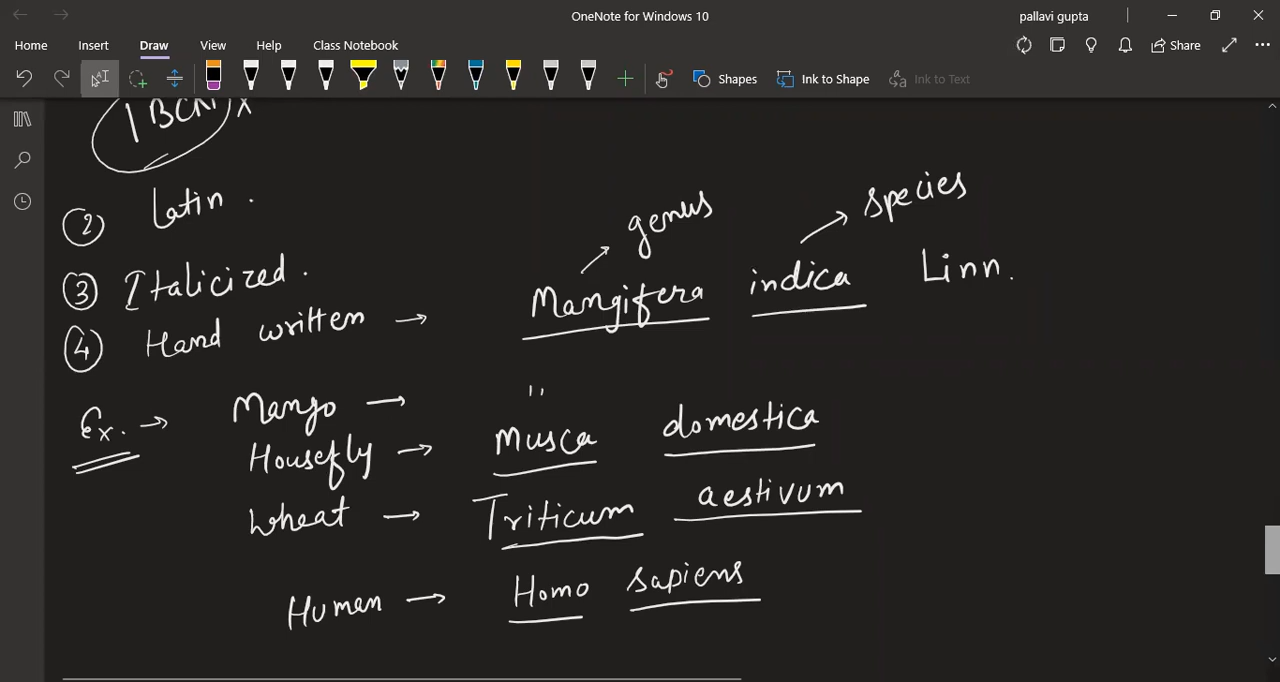 OneNote for Windows 10
pallavi gupta
Home Insert Draw View Help Class Notebook
Share
Shapes Ink to Shape Ink to Text
② Latin .
③ Italicized .
④ Hand written → Mangifera indica Linn.
genus
species
Ex. → Mango → "
Housefly → Musca domestica
Wheat → Triticum aestivum
Human → Homo sapiens